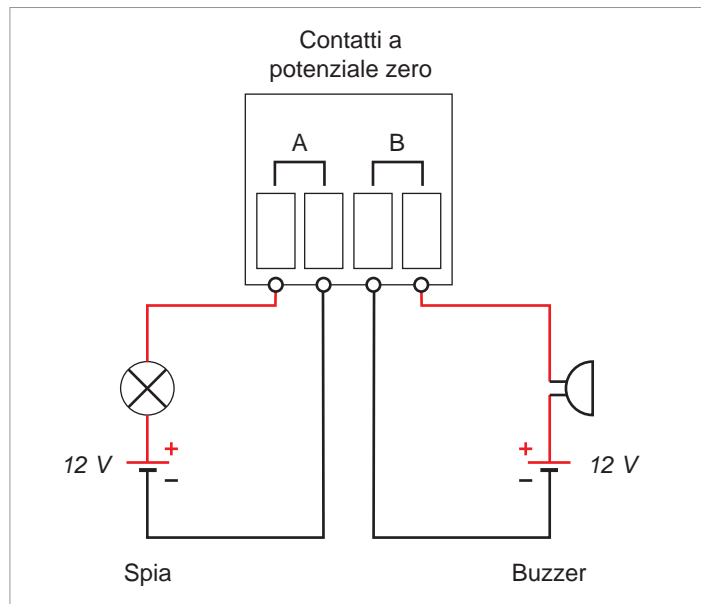 Contatti a
potenziale zero
A
B
+
12 V
−
+
12 V
−
Spia
Buzzer